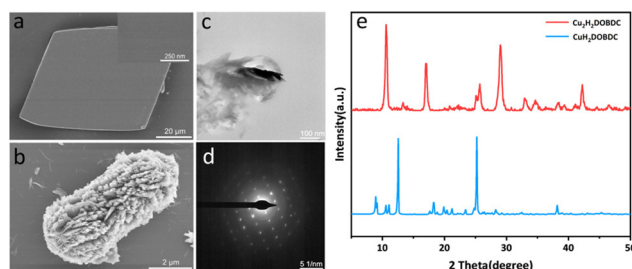 a
250 nm
20 µm
b
2 µm
c
100 nm
d
5 1/nm
e
Intensity(a.u.)
Cu₂H₂DOBDC
CuH₂DOBDC
10 20 30 40 50
2 Theta(degree)